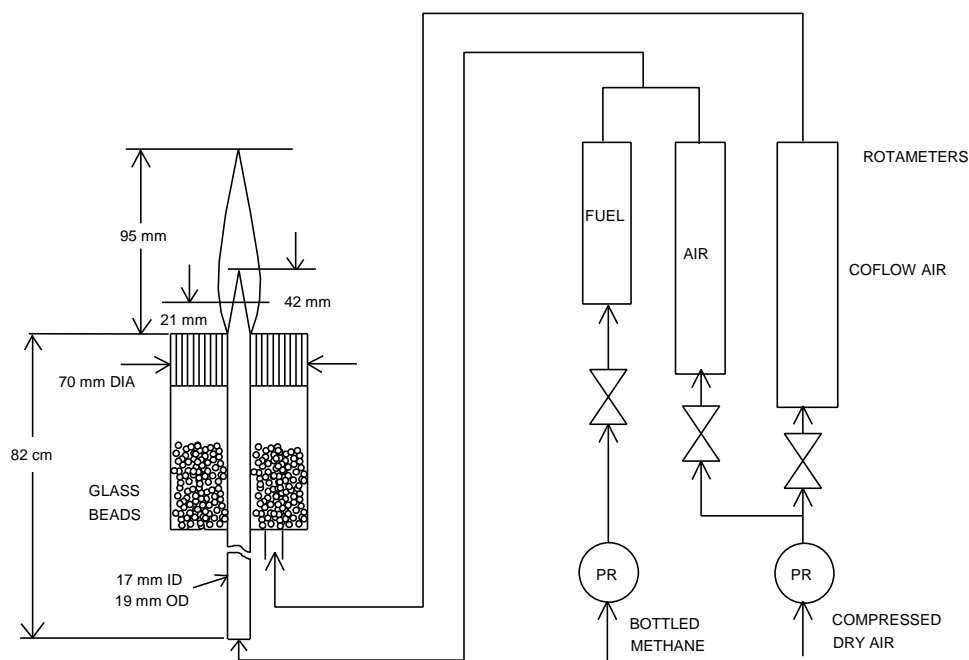 ROTAMETERS
FUEL
AIR
COFLOW AIR
95 mm
42 mm
21 mm
70 mm DIA
82 cm
GLASS
BEADS
17 mm ID
19 mm OD
PR
PR
BOTTLED
METHANE
COMPRESSED
DRY AIR